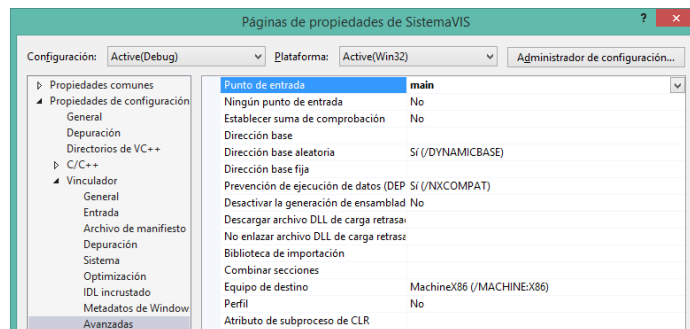 Páginas de propiedades de SistemaVIS ? ×
Configuración: Active(Debug) Plataforma: Active(Win32) Administrador de configuración...
Propiedades comunes
Propiedades de configuración
General
Depuración
Directorios de VC++
C/C++
Vinculador
General
Entrada
Archivo de manifiesto
Depuración
Sistema
Optimización
IDL incrustado
Metadatos de Window
Avanzadas
Punto de entrada main
Ningún punto de entrada No
Establecer suma de comprobación No
Dirección base
Dirección base aleatoria Sí (/DYNAMICBASE)
Dirección base fija
Prevención de ejecución de datos (DEP Sí (/NXCOMPAT)
Desactivar la generación de ensamblad No
Descargar archivo DLL de carga retrasa
No enlazar archivo DLL de carga retrasa
Biblioteca de importación
Combinar secciones
Equipo de destino MachineX86 (/MACHINE:X86)
Perfil No
Atributo de subproceso de CLR